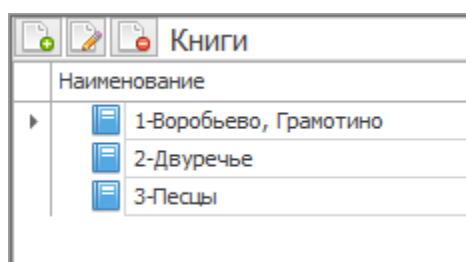 Книги
Наименование
1-Воробьево, Грамотино
2-Двуречье
3-Песцы